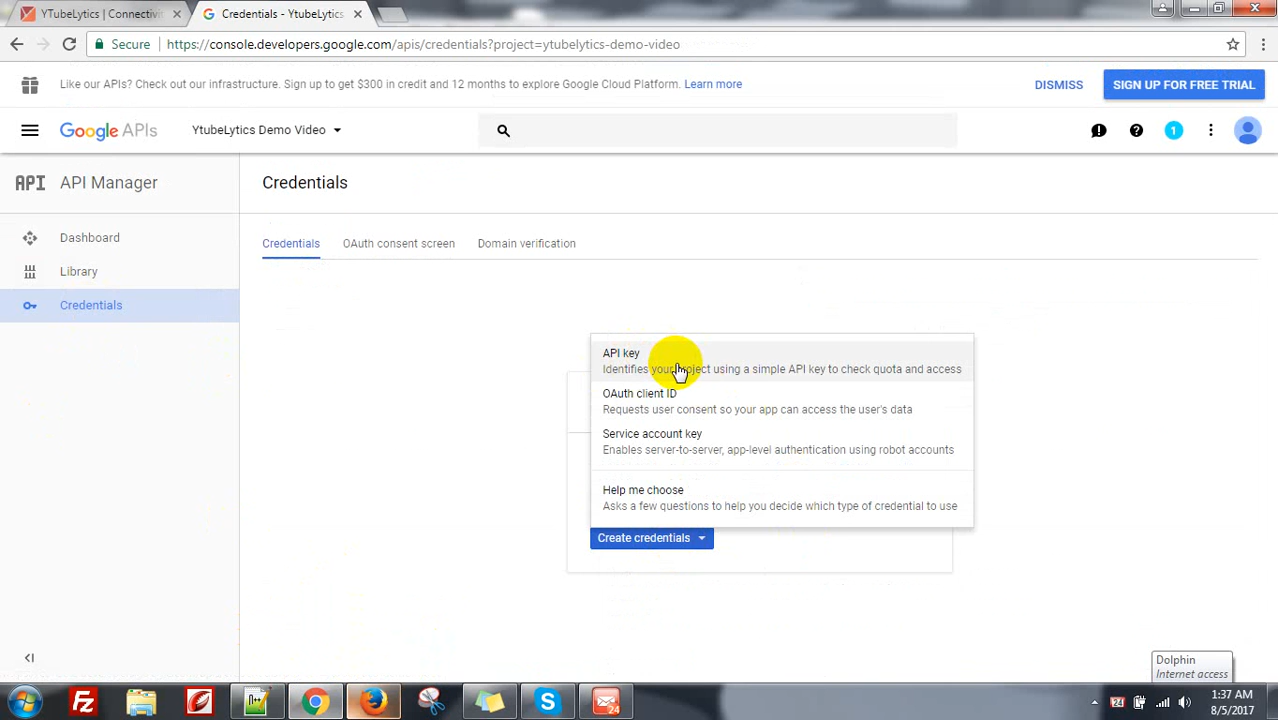 YTubeLytics | Connectivi
Credentials - YtubeLytics
Secure
https://console.developers.google.com/apis/credentials?project=ytubelytics-demo-video
Like our APIs? Check out our infrastructure. Sign up to get $300 in credit and 12 months to explore Google Cloud Platform. Learn more
DISMISS
SIGN UP FOR FREE TRIAL
Google APIs
YtubeLytics Demo Video
1
API API Manager
Credentials
Dashboard
Library
Credentials
Credentials
OAuth consent screen
Domain verification
API key
Identifies your project using a simple API key to check quota and access
OAuth client ID
Requests user consent so your app can access the user's data
Service account key
Enables server-to-server, app-level authentication using robot accounts
Help me choose
Asks a few questions to help you decide which type of credential to use
Create credentials
Dolphin
Internet access
24
24
1:37 AM
8/5/2017